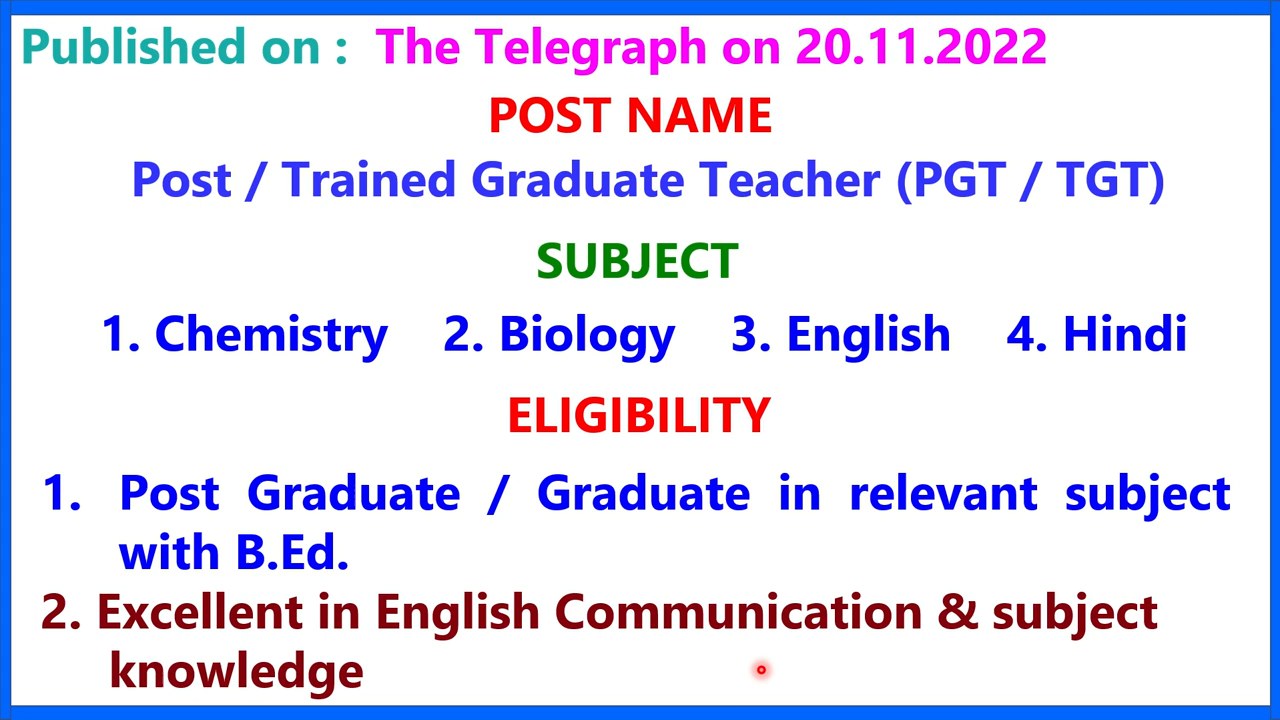 Published on : The Telegraph on 20.11.2022
POST NAME
Post / Trained Graduate Teacher (PGT / TGT)
SUBJECT
1. Chemistry 2. Biology 3. English 4. Hindi
ELIGIBILITY
1. Post Graduate / Graduate in relevant subject
with B.Ed.
2. Excellent in English Communication & subject
knowledge